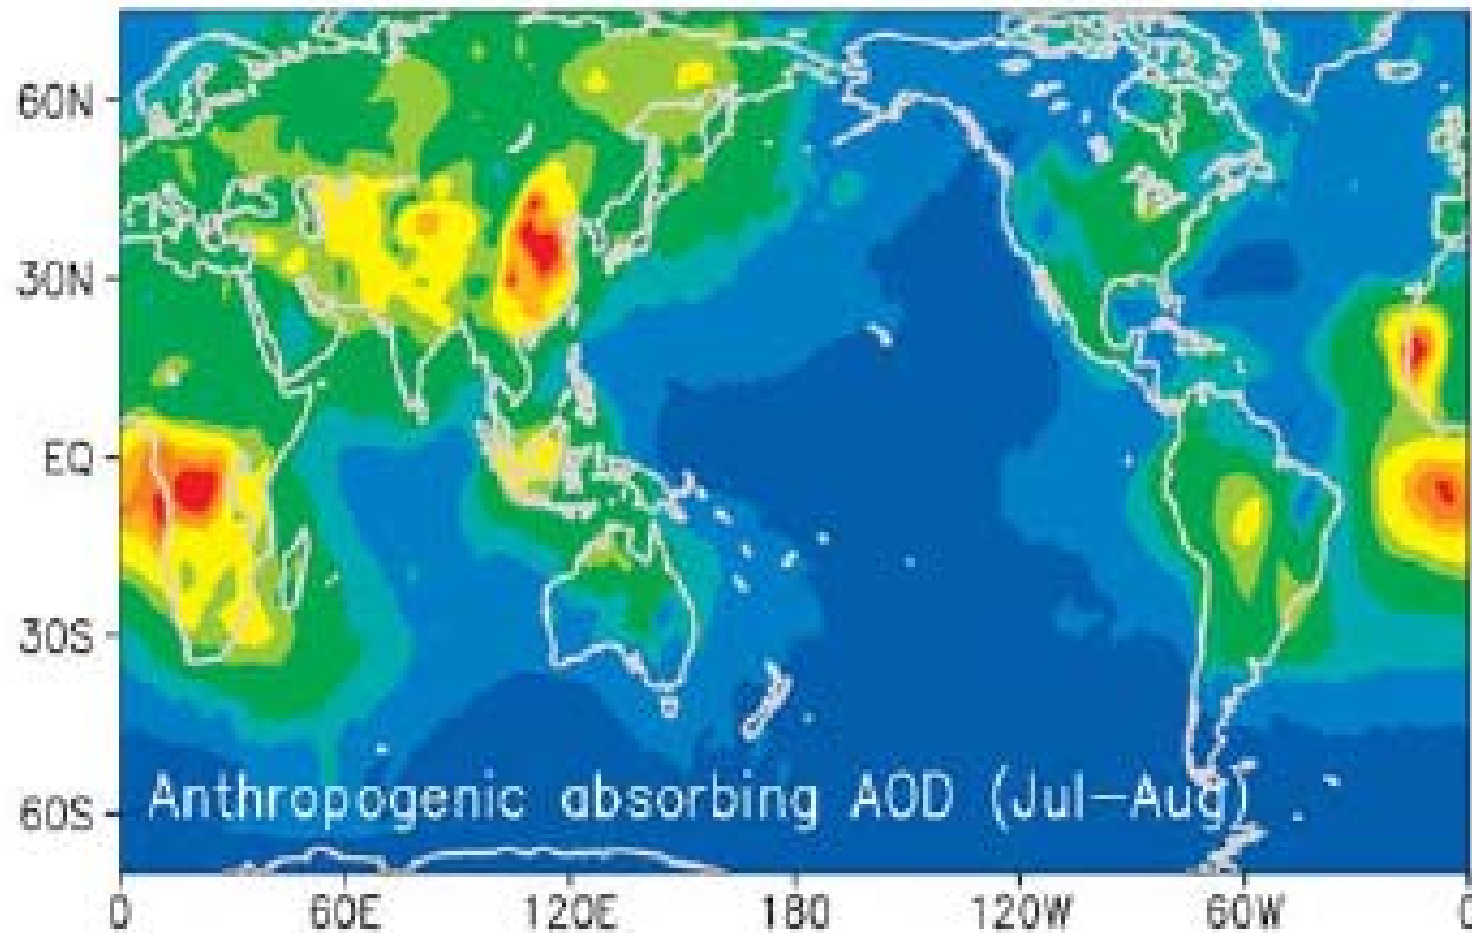 60N
30N
EQ
30S
60S
Anthropogenic absorbing AOD (Jul-Aug)
0 60E 120E 180 120W 60W 0